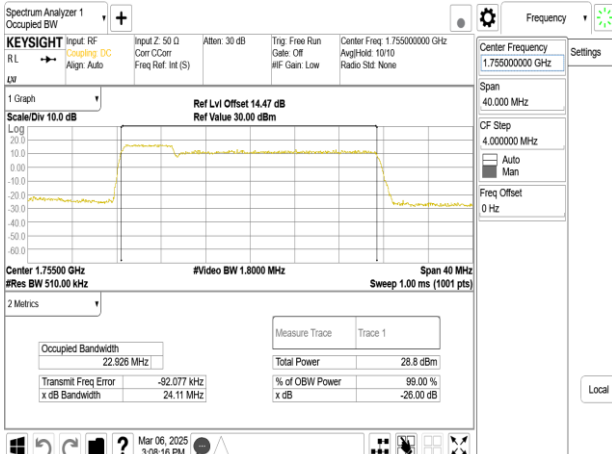 Spectrum Analyzer 1
Occupied BW
KEYSIGHT
RL
Input: RF
Coupling: DC
Align: Auto
Input Z: 50 Ω
Corr CCorr
Freq Ref: Int (S)
Atten: 30 dB
Trig: Free Run
Gate: Off
#IF Gain: Low
Center Freq: 1.755000000 GHz
Avg|Hold: 10/10
Radio Std: None
LXI
1 Graph
Scale/Div 10.0 dB
Ref Lvl Offset 14.47 dB
Ref Value 30.00 dBm
Log
20.0
10.0
0.00
-10.0
-20.0
-30.0
-40.0
-50.0
-60.0
Center 1.75500 GHz
#Res BW 510.00 kHz
#Video BW 1.8000 MHz
Span 40 MHz
Sweep 1.00 ms (1001 pts)
2 Metrics
Measure Trace
Trace 1
Occupied Bandwidth
22.926 MHz
Total Power
28.8 dBm
Transmit Freq Error
-92.077 kHz
% of OBW Power
99.00 %
x dB Bandwidth
24.11 MHz
x dB
-26.00 dB
?
Mar 06, 2025
3:08:16 PM
Frequency
Settings
Center Frequency
1.755000000 GHz
Span
40.000 MHz
CF Step
4.000000 MHz
Auto
Man
Freq Offset
0 Hz
Local